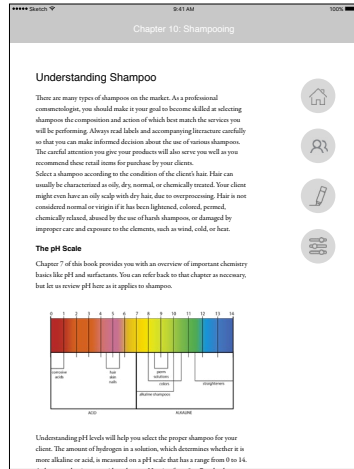 ••••• Sketch
9:41 AM
100%
Chapter 10: Shampooing
Understanding Shampoo
There are many types of shampoos on the market. As a professional
comsmetologist, you should make it your goal to become skilled at selecting
shampoos the composition and action of which best match the services you
will be performing. Always read labels and accompanying literacture carefully
so that you can make informed decision about the use of various shampoos.
The careful attention you give your products will also serve you well as you
recommend these retail items for purchase by your clients.
Select a shampoo according to the condition of the client's hair. Hair can
usually be characterized as oily, dry, normal, or chemically treated. Your client
might even have an oily scalp with dry hair, due to overprocessing. Hair is not
considered normal or virigin if it has been lightened, colored, permed,
chemically relaxed, abused by the use of harsh shampoos, or damaged by
improper care and exposure to the elements, such as wind, cold, or heat.
The pH Scale
Chapter 7 of this book provides you with an overview of important chemistry
basics like pH and surfactants. You can refer back to that chapter as necessary,
but let us review pH here as it applies to shampoo.
0 1 2 3 4 5 6 7 8 9 10 11 12 13 14
corrosive
acids
hair
skin
nails
perm
solutions
colors
straighteners
alkaline shampoos
ACID
ALKALINE
Understanding pH levels will help you select the proper shampoo for your
client. The amount of hydrogen in a solution, which determines whether it is
more alkaline or acid, is measured on a pH scale that has a range from 0 to 14.